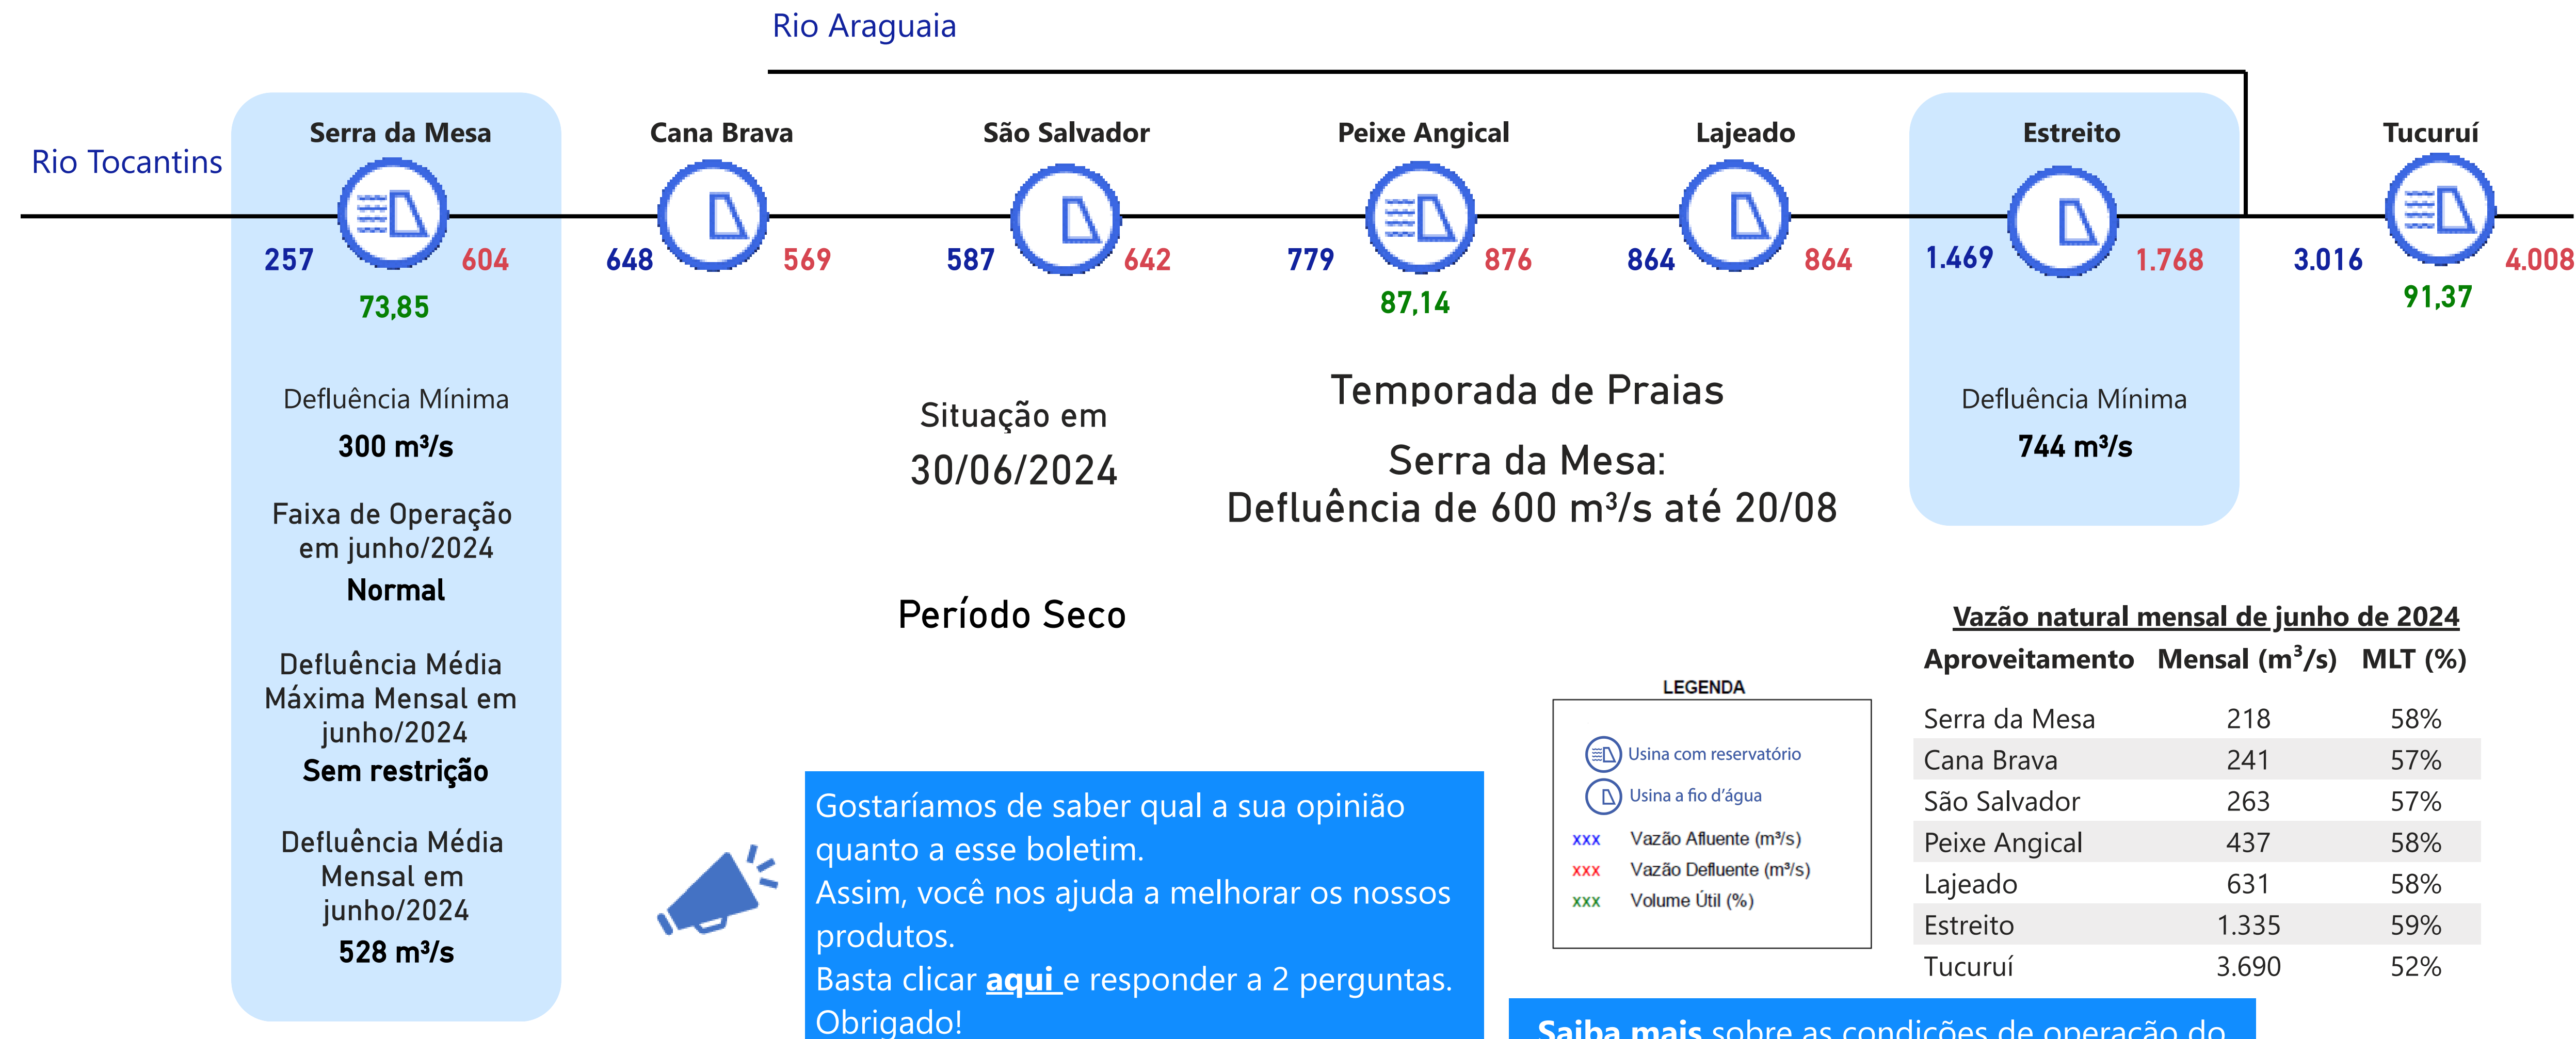 Rio Araguaia
Rio Tocantins
Serra da Mesa
Cana Brava
São Salvador
Peixe Angical
Lajeado
Estreito
Tucuruí
257 604
648 569
587 642
779 876
864 864
1.469 1.768
3.016 4.008
73,85
87,14
91,37
Defluência Mínima
300 m³/s
Faixa de Operação
em junho/2024
Normal
Defluência Média
Máxima Mensal em
junho/2024
Sem restrição
Defluência Média
Mensal em
junho/2024
528 m³/s
Situação em
30/06/2024
Período Seco
Temporada de Praias
Serra da Mesa:
Defluência de 600 m³/s até 20/08
Defluência Mínima
744 m³/s
Gostaríamos de saber qual a sua opinião
quanto a esse boletim.
Assim, você nos ajuda a melhorar os nossos
produtos.
Basta clicar aqui e responder a 2 perguntas.
Obrigado!
LEGENDA
Usina com reservatório
Usina a fio d'água
xxx Vazão Afluente (m³/s)
xxx Vazão Defluente (m³/s)
xxx Volume Útil (%)
Vazão natural mensal de junho de 2024
Aproveitamento Mensal (m³/s) MLT (%)
Serra da Mesa 218 58%
Cana Brava 241 57%
São Salvador 263 57%
Peixe Angical 437 58%
Lajeado 631 58%
Estreito 1.335 59%
Tucuruí 3.690 52%
Saiba mais sobre as condições de operação do